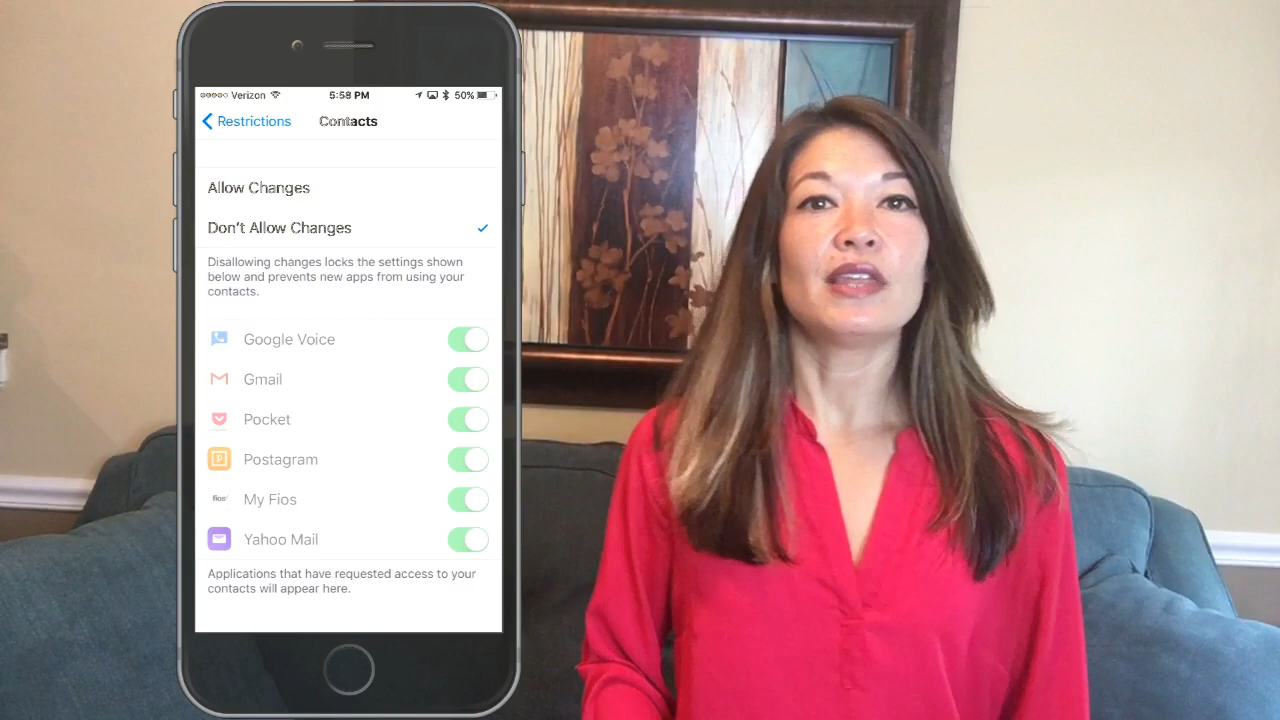 Verizon 5:58 PM 50%
Restrictions Contacts
Allow Changes
Don't Allow Changes
Disallowing changes locks the settings shown
below and prevents new apps from using your
contacts.
Google Voice
Gmail
Pocket
P Postagram
fios My Fios
Yahoo Mail
Applications that have requested access to your
contacts will appear here.